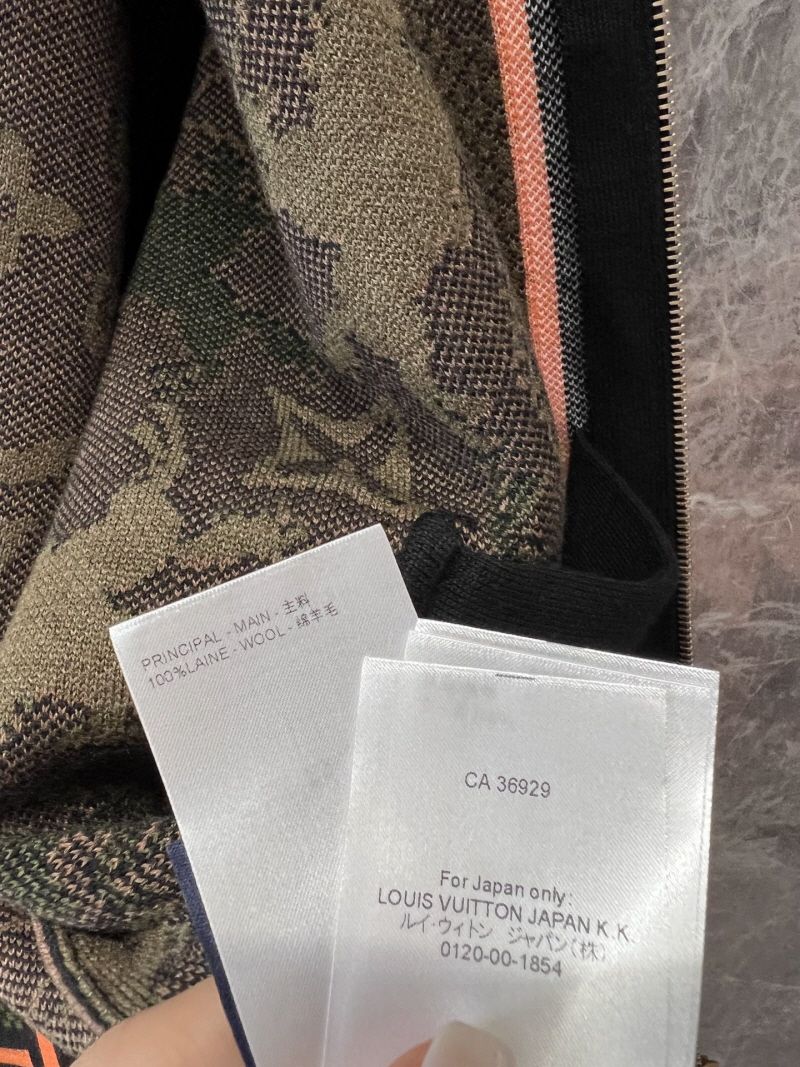 PRINCIPAL - MAIN - 主料
100%LAINE - WOOL - 绵羊毛
CA 36929
For Japan only:
LOUIS VUITTON JAPAN K.K.
ルイ・ヴィトン ジャパン(株)
0120-00-1854